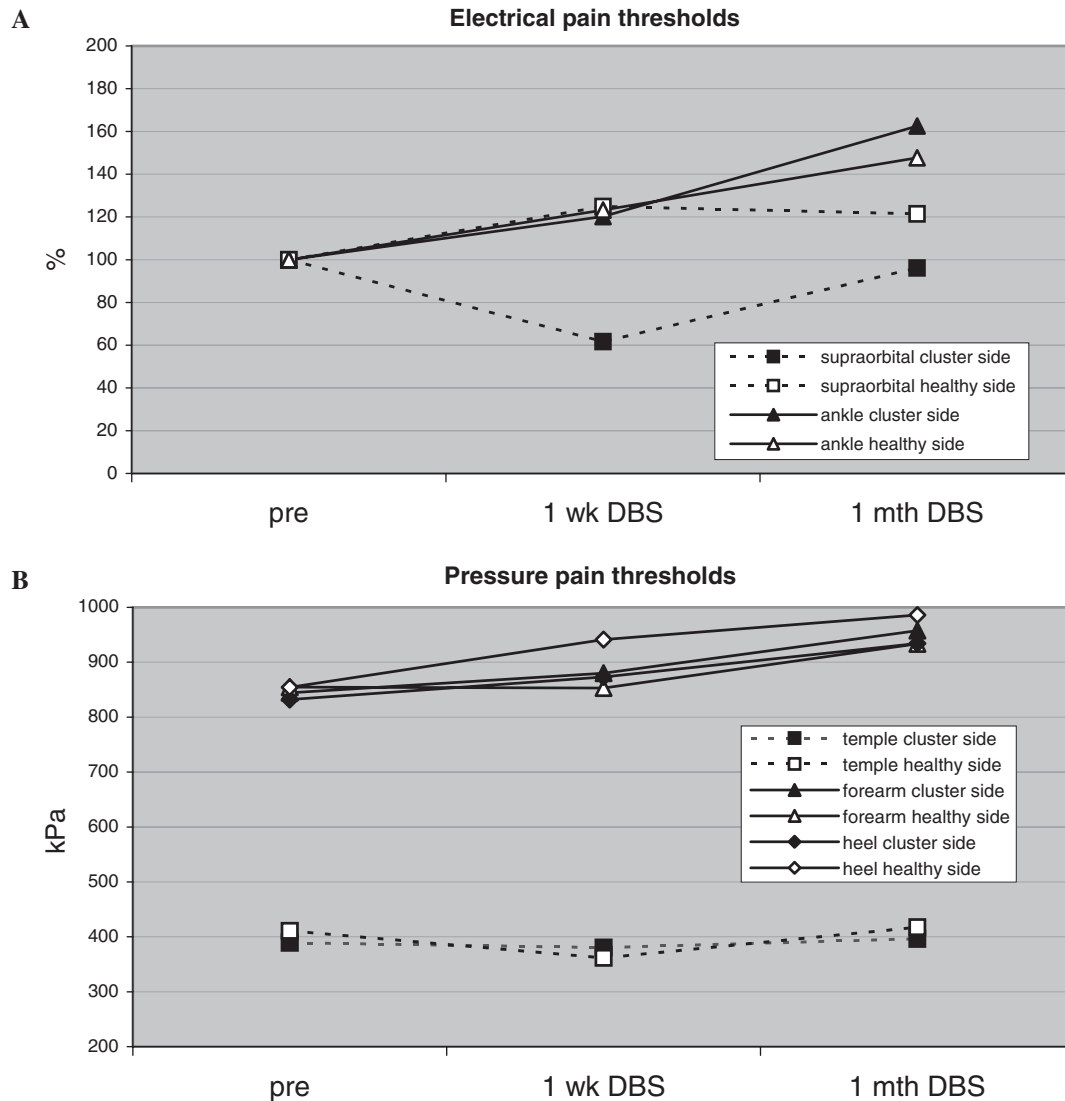 A
Electrical pain thresholds
200
180
160
140
120
100
80
60
40
20
0
%
supraorbital cluster side
supraorbital healthy side
ankle cluster side
ankle healthy side
pre 1 wk DBS 1 mth DBS
B
Pressure pain thresholds
1000
900
800
700
600
500
400
300
200
kPa
temple cluster side
temple healthy side
forearm cluster side
forearm healthy side
heel cluster side
heel healthy side
pre 1 wk DBS 1 mth DBS